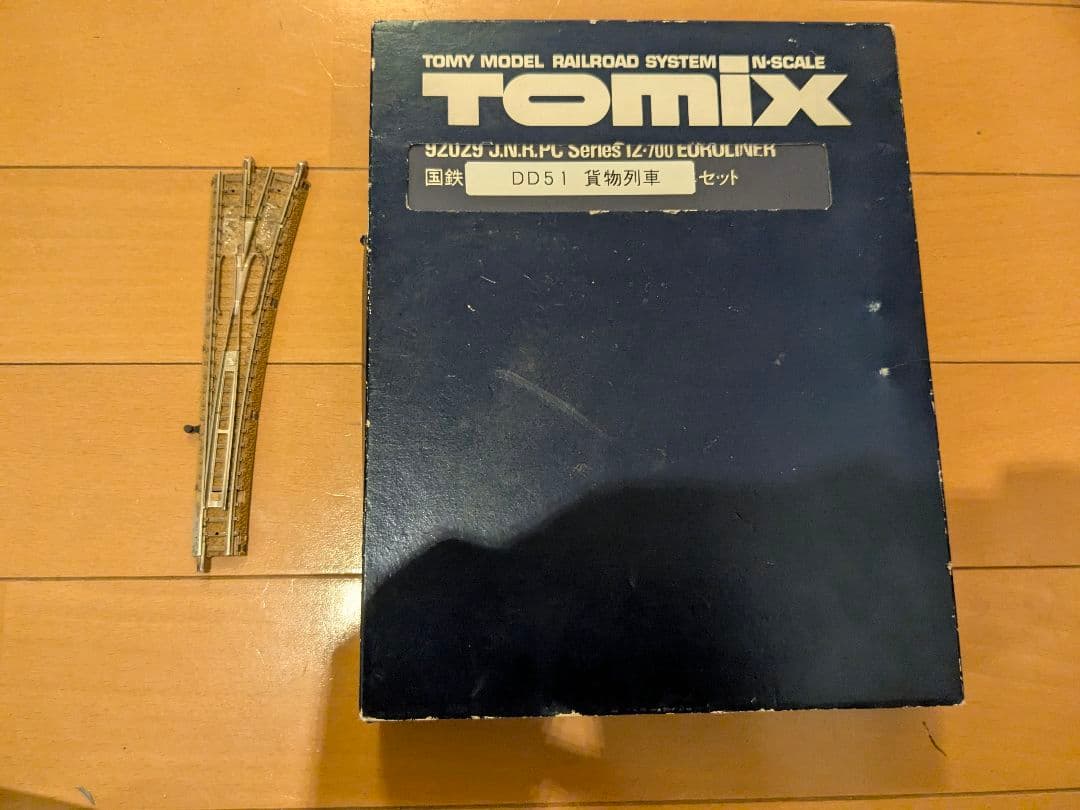 TOMY MODEL RAILROAD SYSTEM N·SCALE
TOMIX
92029 J.N.R.PC Series 12·700 EUROLINER
国鉄 DD51 貨物列車 セット